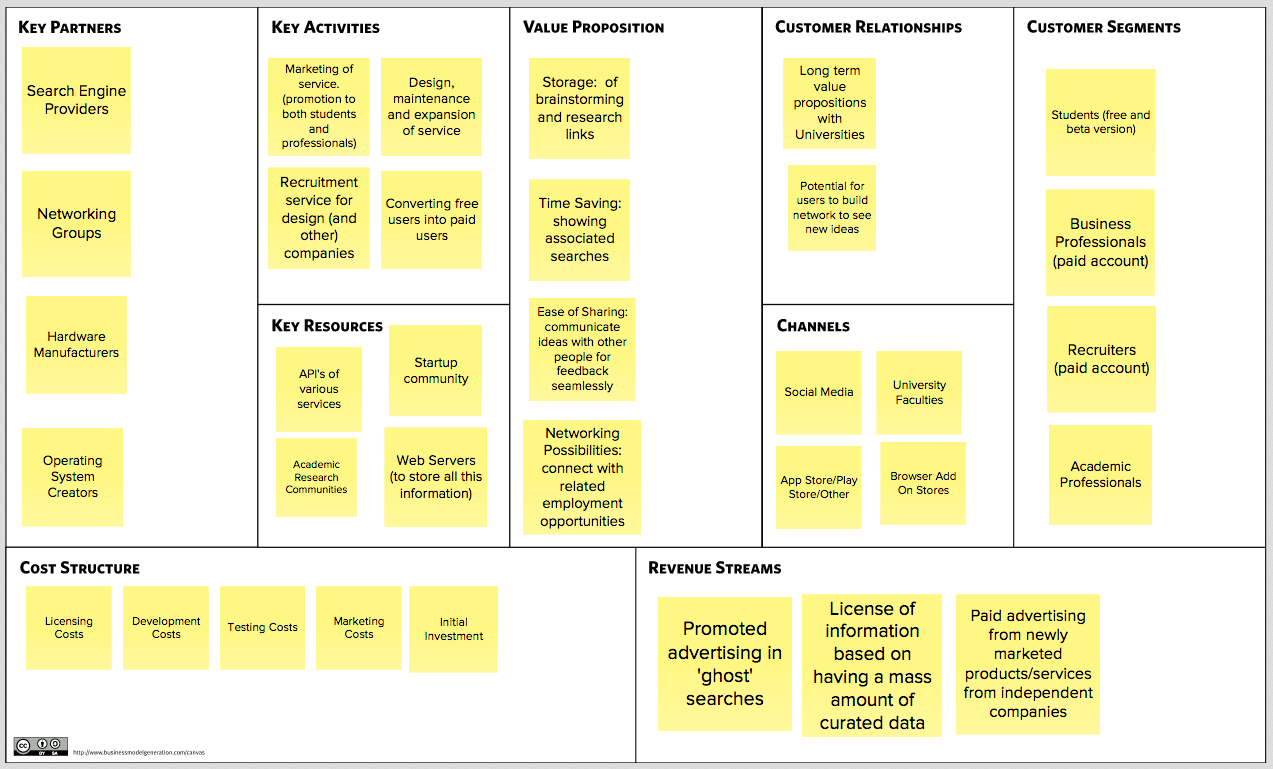 KEY PARTNERS
Search Engine
Providers
Networking
Groups
Hardware
Manufacturers
Operating
System
Creators
KEY ACTIVITIES
Marketing of
service.
(promotion to
both students
and
professionals)
Design,
maintenance
and expansion
of service
Recruitment
service for
design (and
other)
companies
Converting free
users into paid
users
KEY RESOURCES
API's of
various
services
Startup
community
Academic
Research
Communities
Web Servers
(to store all this
information)
VALUE PROPOSITION
Storage: of
brainstorming
and research
links
Time Saving:
showing
associated
searches
Ease of Sharing:
communicate
ideas with other
people for
feedback
seamlessly
Networking
Possibilities:
connect with
related
employment
opportunities
CUSTOMER RELATIONSHIPS
Long term
value
propositions
with
Universities
Potential for
users to build
network to see
new ideas
CHANNELS
Social Media
University
Faculties
App Store/Play
Store/Other
Browser Add
On Stores
CUSTOMER SEGMENTS
Students (free and
beta version)
Business
Professionals
(paid account)
Recruiters
(paid account)
Academic
Professionals
COST STRUCTURE
Licensing
Costs
Development
Costs
Testing Costs
Marketing
Costs
Initial
Investment
REVENUE STREAMS
Promoted
advertising in
'ghost'
searches
License of
information
based on
having a mass
amount of
curated data
Paid advertising
from newly
marketed
products/services
from independent
companies
cc
BY SA
http://www.businessmodelgeneration.com/canvas